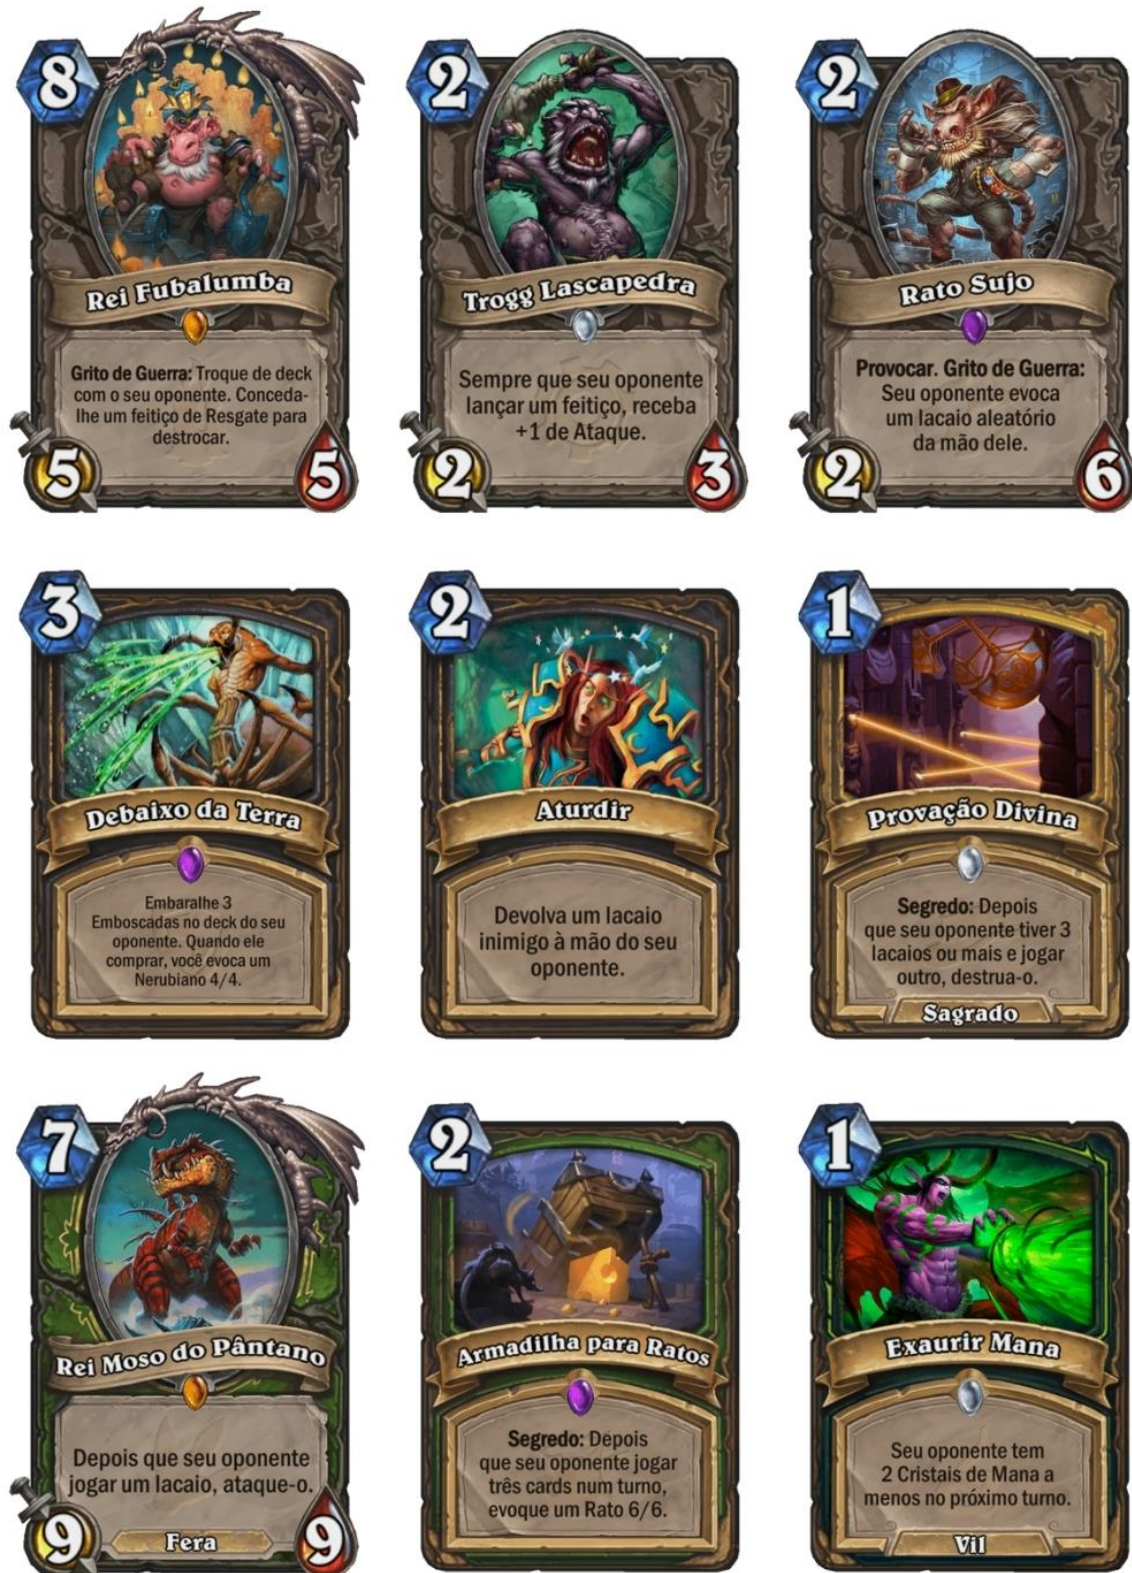 8
Rei Fubalumba
Grito de Guerra: Troque de deck
com o seu oponente. Conceda-
lhe um feitiço de Resgate para
destrocar.
5
5
2
Trogg Lascapedra
Sempre que seu oponente
lançar um feitiço, receba
+1 de Ataque.
2
3
2
Rato Sujo
Provocar. Grito de Guerra:
Seu oponente evoca
um lacaio aleatório
da mão dele.
2
6
3
Debaixo da Terra
Embaralhe 3
Emboscadas no deck do seu
oponente. Quando ele
comprar, você evoca um
Nerubiano 4/4.
2
Aturdir
Devolva um lacaio
inimigo à mão do seu
oponente.
1
Provação Divina
Segredo: Depois
que seu oponente tiver 3
lacaios ou mais e jogar
outro, destrua-o.
Sagrado
7
Rei Moso do Pântano
Depois que seu oponente
jogar um lacaio, ataque-o.
9
Fera
9
2
Armadilha para Ratos
Segredo: Depois
que seu oponente jogar
três cards num turno,
evoque um Rato 6/6.
1
Exaurir Mana
Seu oponente tem
2 Cristais de Mana a
menos no próximo turno.
Vil